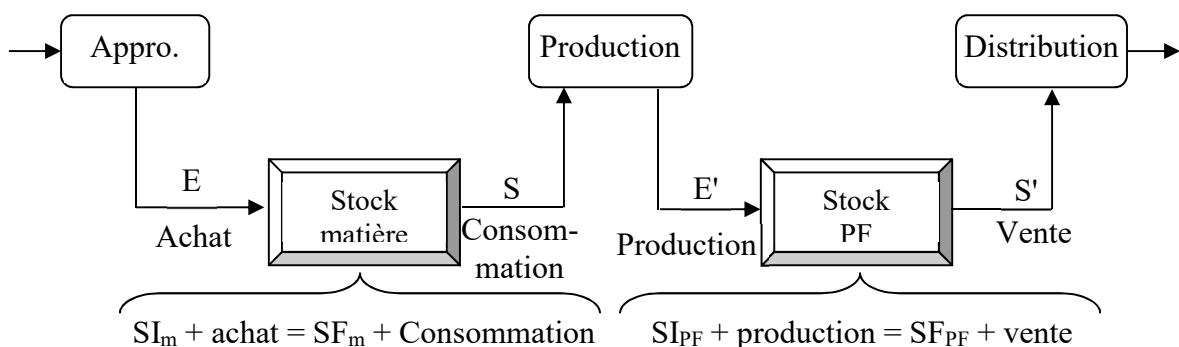 Appro.
Production
Distribution
E
Achat
Stock
matière
S
Consom-
mation
E'
Production
Stock
PF
S'
Vente
SIm + achat = SFm + Consommation
SIPF + production = SFPF + vente